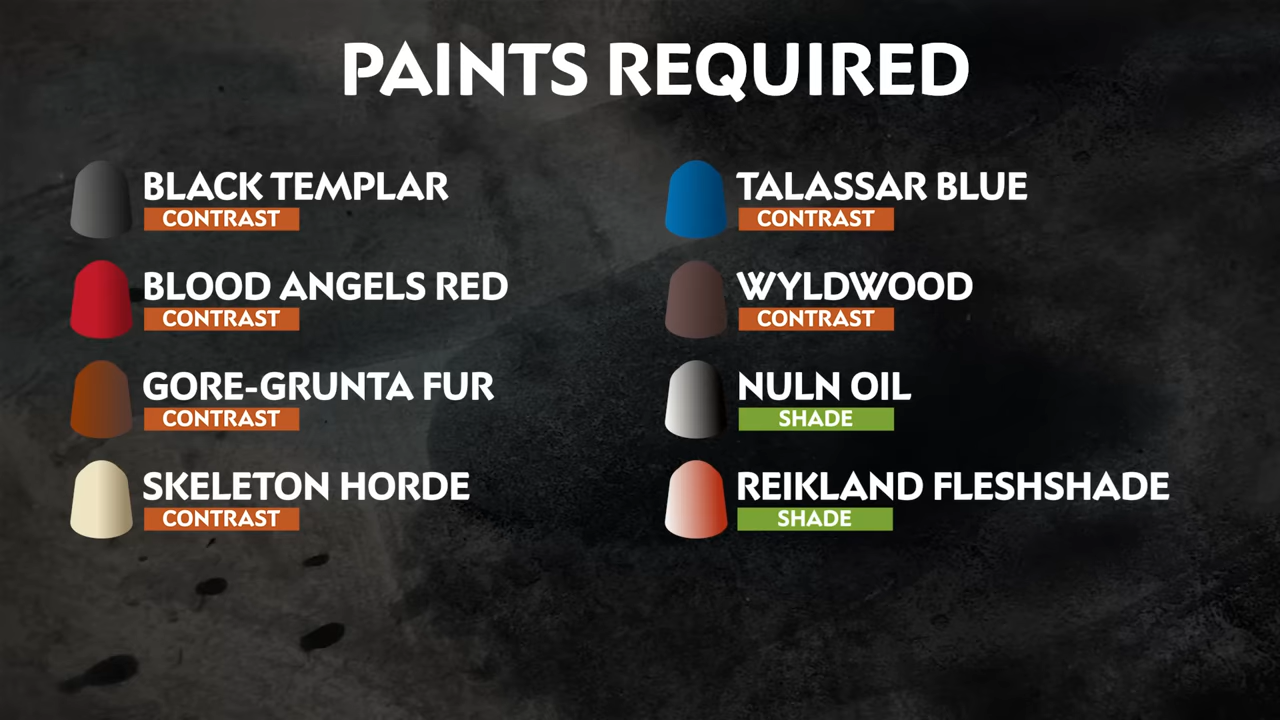 PAINTS REQUIRED
BLACK TEMPLAR
CONTRAST
BLOOD ANGELS RED
CONTRAST
GORE-GRUNTA FUR
CONTRAST
SKELETON HORDE
CONTRAST
TALASSAR BLUE
CONTRAST
WYLDWOOD
CONTRAST
NULN OIL
SHADE
REIKLAND FLESHSHADE
SHADE